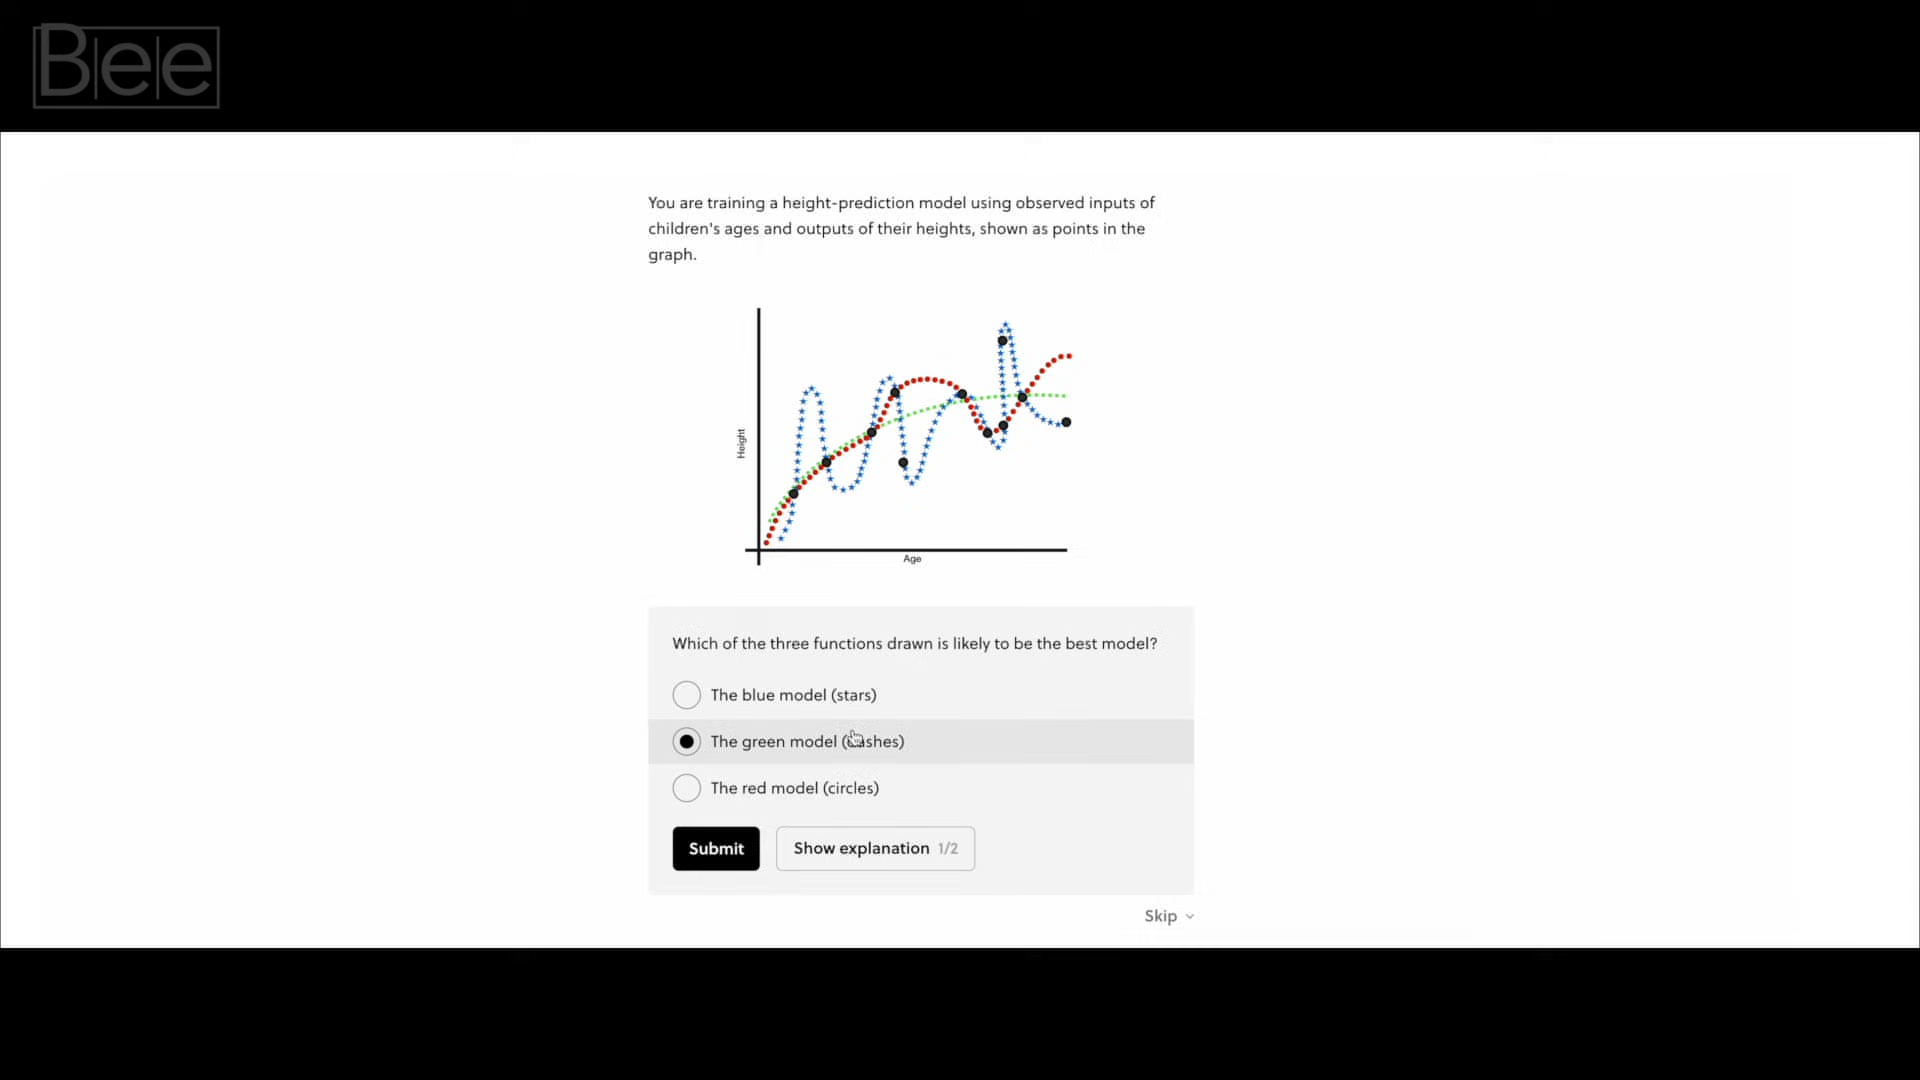 Bee
You are training a height-prediction model using observed inputs of
children's ages and outputs of their heights, shown as points in the
graph.
Height
Age
Which of the three functions drawn is likely to be the best model?
The blue model (stars)
The green model (dashes)
The red model (circles)
Submit
Show explanation 1/2
Skip